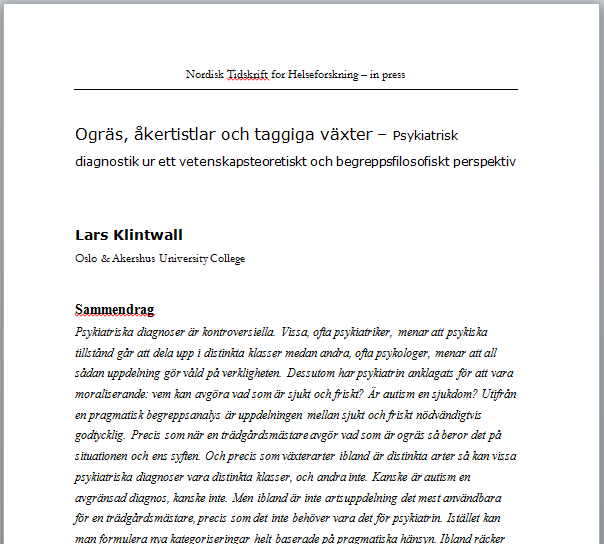 Nordisk Tidskrift for Helseforskning – in press
Ogräs, åkertistlar och taggiga växter – Psykiatrisk
diagnostik ur ett vetenskapsteoretiskt och begreppsfilosofiskt perspektiv
Lars Klintwall
Oslo & Akershus University College
Sammendrag
Psykiatriska diagnoser är kontroversiella. Vissa, ofta psykiatriker, menar att psykiska
tillstånd går att dela upp i distinkta klasser medan andra, ofta psykologer, menar att all
sådan uppdelning gör våld på verkligheten. Dessutom har psykiatrin anklagats för att vara
moraliserande: vem kan avgöra vad som är sjukt och friskt? Är autism en sjukdom? Utifrån
en pragmatisk begreppsanalys är uppdelningen mellan sjukt och friskt nödvändigtvis
godtycklig. Precis som när en trädgårdsmästare avgör vad som är ogräs så beror det på
situationen och ens syften. Och precis som växterarter ibland är distinkta arter så kan vissa
psykiatriska diagnoser vara distinkta klasser, och andra inte. Kanske är autism en
avgränsad diagnos, kanske inte. Men ibland är inte artsuppdelning det mest användbara
för en trädgårdsmästare, precis som det inte behöver vara det för psykiatrin. Istället kan
man formulera nya kategoriseringar helt baserade på pragmatiska hänsyn. Ibland räcker